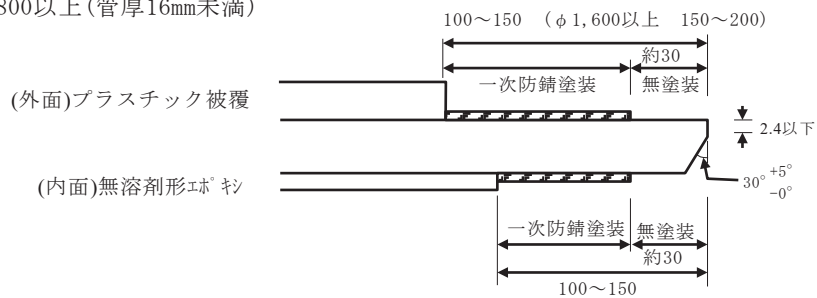 800以上(管厚16mm未満)
100～150 (φ1,600以上 150～200)
約30
一次防錆塗装 無塗装
(外面)プラスチック被覆
2.4以下
(内面)無溶剤形エポキシ
30° +5° -0°
一次防錆塗装 無塗装
約30
100～150